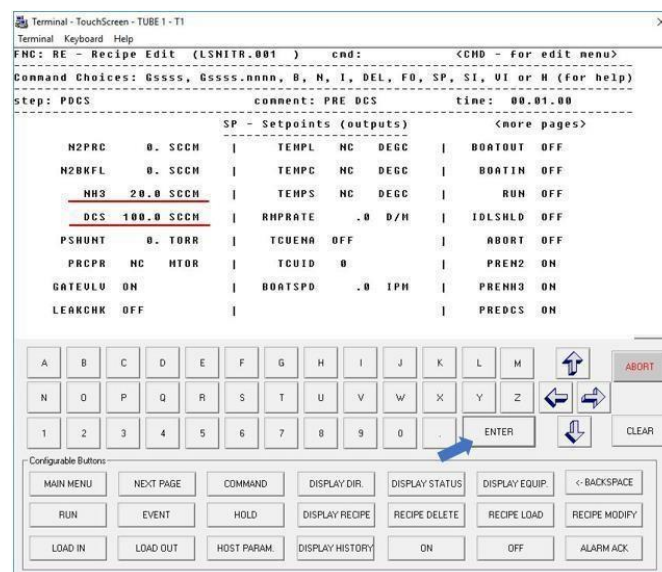 Terminal - TouchScreen - TUBE 1 - T1
Terminal Keyboard Help
FNC: RE - Recipe Edit (LSNITR.001 ) cmd: <CMD - for edit menu>
Command Choices: Gssss, Gssss.nnnn, B, N, I, DEL, FO, SP, SI, VI or H (for help)
step: PDCS comment: PRE DCS time: 00.01.00
SP - Setpoints (outputs) <more pages>
N2PRC 0. SCCM | TEMPL NC DEGC | BOATOUT OFF
N2BKFL 0. SCCM | TEMPC NC DEGC | BOATIN OFF
NH3 20.0 SCCM | TEMPS NC DEGC | RUN OFF
DCS 100.0 SCCM | RMPRATE .0 D/M | IDLSHLD OFF
PSHUNT 0. TORR | TCUENA OFF | ABORT OFF
PRCPR NC MTOR | TCUID 0 | PREN2 ON
GATEVLV ON | BOATSPD .0 IPM | PRENH3 ON
LEAKCHK OFF | | PREDCS ON
A B C D E F G H I J K L M ABORT
N O P Q R S T U V W X Y Z
1 2 3 4 5 6 7 8 9 0 . ENTER CLEAR
Configurable Buttons
MAIN MENU NEXT PAGE COMMAND DISPLAY DIR. DISPLAY STATUS DISPLAY EQUIP. <- BACKSPACE
RUN EVENT HOLD DISPLAY RECIPE RECIPE DELETE RECIPE LOAD RECIPE MODIFY
LOAD IN LOAD OUT HOST PARAM. DISPLAY HISTORY ON OFF ALARM ACK